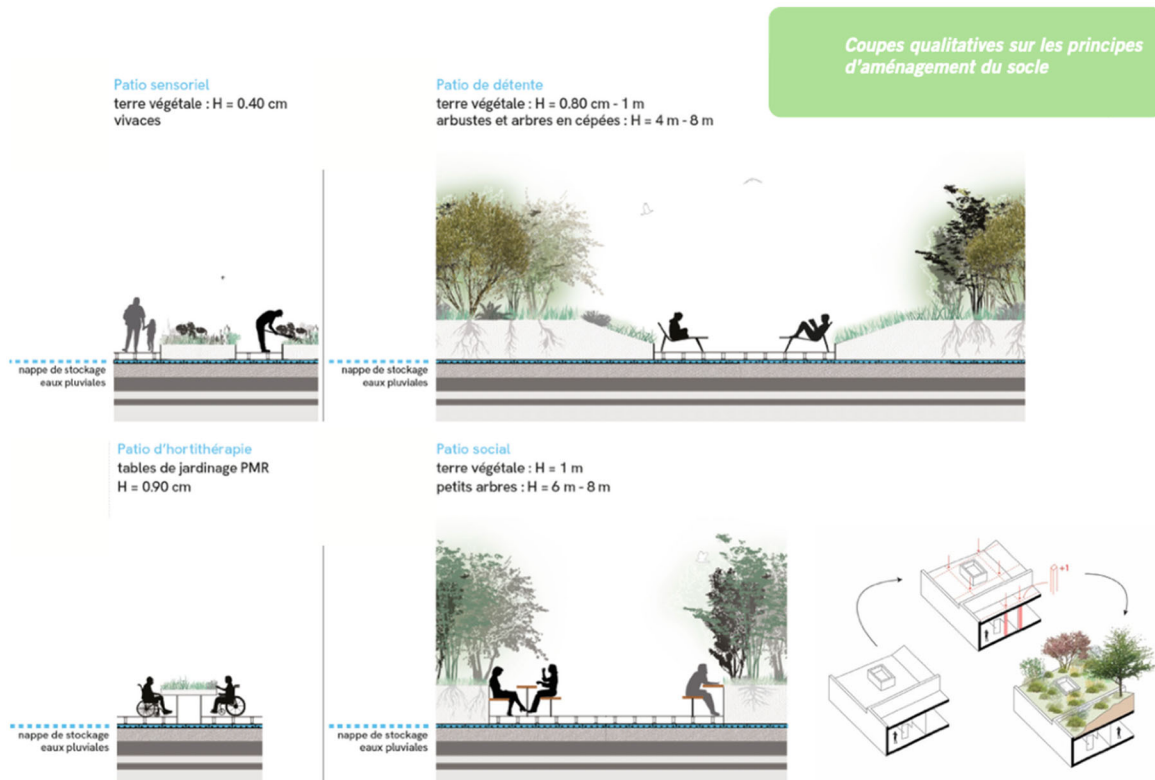 Coupes qualitatives sur les principes
d'aménagement du socle
Patio sensoriel
terre végétale : H = 0.40 cm
vivaces
Patio de détente
terre végétale : H = 0.80 cm - 1 m
arbustes et arbres en cépées : H = 4 m - 8 m
nappe de stockage
eaux pluviales
nappe de stockage
eaux pluviales
Patio d'hortithérapie
tables de jardinage PMR
H = 0.90 cm
Patio social
terre végétale : H = 1 m
petits arbres : H = 6 m - 8 m
+1
nappe de stockage
eaux pluviales
nappe de stockage
eaux pluviales